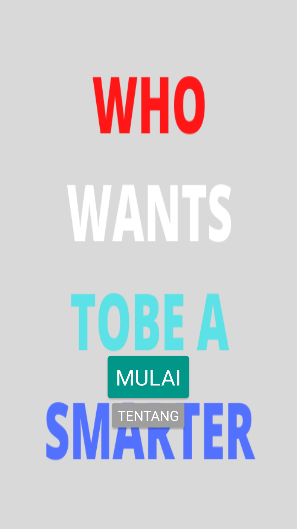 WHO
WANTS
TOBE A
MULAI
TENTANG
SMARTER